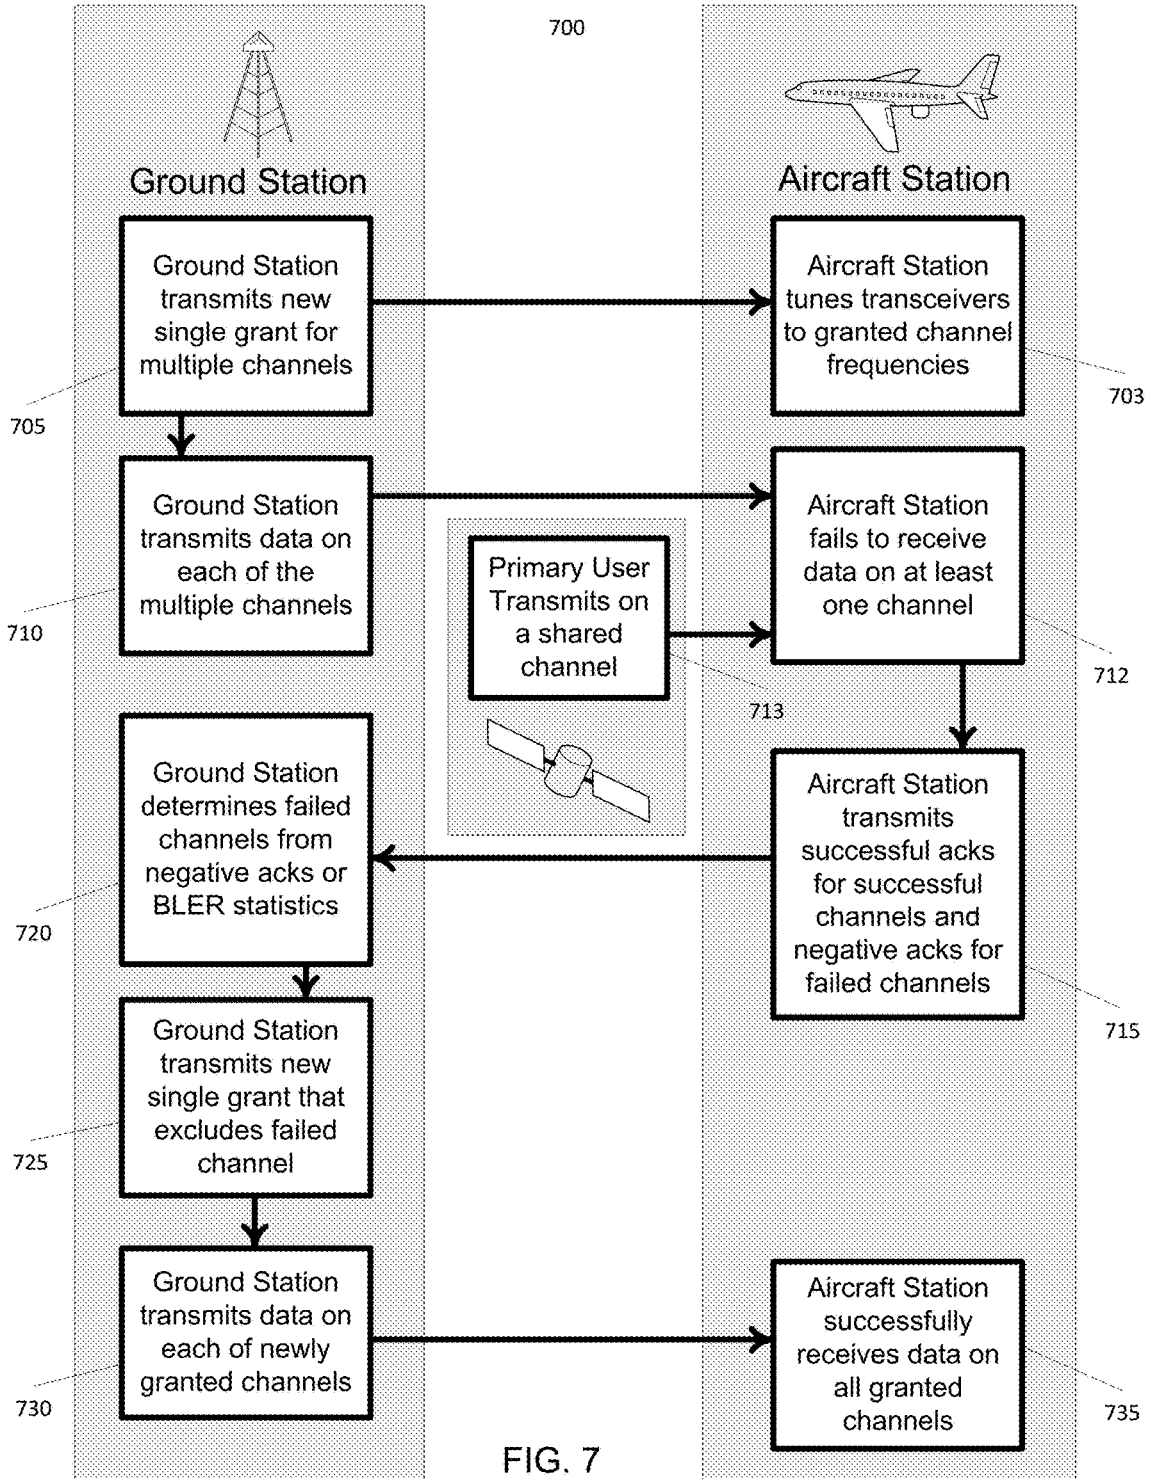 700
Ground Station
Aircraft Station
Ground Station
transmits new
single grant for
multiple channels
705
Aircraft Station
tunes transceivers
to granted channel
frequencies
703
Ground Station
transmits data on
each of the
multiple channels
710
Primary User
Transmits on
a shared
channel
713
Aircraft Station
fails to receive
data on at least
one channel
712
Ground Station
determines failed
channels from
negative acks or
BLER statistics
720
Aircraft Station
transmits
successful acks
for successful
channels and
negative acks for
failed channels
715
Ground Station
transmits new
single grant that
excludes failed
channel
725
Ground Station
transmits data on
each of newly
granted channels
730
Aircraft Station
successfully
receives data on
all granted
channels
735
FIG. 7